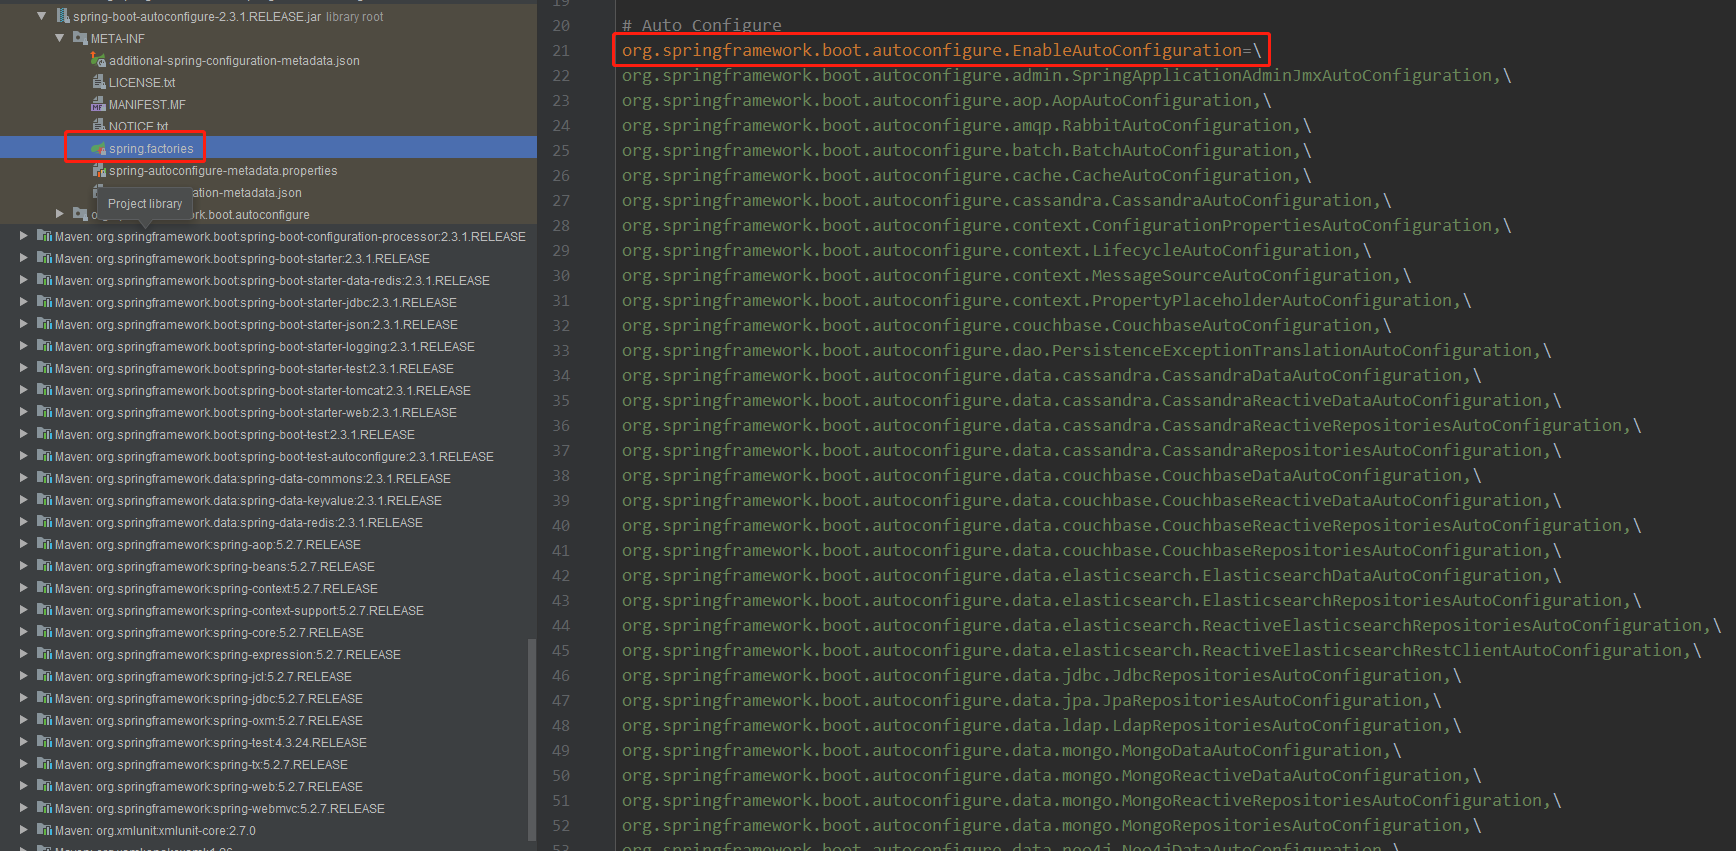 spring-boot-autoconfigure-2.3.1.RELEASE.jar library root
META-INF
additional-spring-configuration-metadata.json
LICENSE.txt
MANIFEST.MF
NOTICE.txt
spring.factories
spring-autoconfigure-metadata.properties
ation-metadata.json
Project library
k.boot.autoconfigure
Maven: org.springframework.boot:spring-boot-configuration-processor:2.3.1.RELEASE
Maven: org.springframework.boot:spring-boot-starter:2.3.1.RELEASE
Maven: org.springframework.boot:spring-boot-starter-data-redis:2.3.1.RELEASE
Maven: org.springframework.boot:spring-boot-starter-jdbc:2.3.1.RELEASE
Maven: org.springframework.boot:spring-boot-starter-json:2.3.1.RELEASE
Maven: org.springframework.boot:spring-boot-starter-logging:2.3.1.RELEASE
Maven: org.springframework.boot:spring-boot-starter-test:2.3.1.RELEASE
Maven: org.springframework.boot:spring-boot-starter-tomcat:2.3.1.RELEASE
Maven: org.springframework.boot:spring-boot-starter-web:2.3.1.RELEASE
Maven: org.springframework.boot:spring-boot-test:2.3.1.RELEASE
Maven: org.springframework.boot:spring-boot-test-autoconfigure:2.3.1.RELEASE
Maven: org.springframework.data:spring-data-commons:2.3.1.RELEASE
Maven: org.springframework.data:spring-data-keyvalue:2.3.1.RELEASE
Maven: org.springframework.data:spring-data-redis:2.3.1.RELEASE
Maven: org.springframework:spring-aop:5.2.7.RELEASE
Maven: org.springframework:spring-beans:5.2.7.RELEASE
Maven: org.springframework:spring-context:5.2.7.RELEASE
Maven: org.springframework:spring-context-support:5.2.7.RELEASE
Maven: org.springframework:spring-core:5.2.7.RELEASE
Maven: org.springframework:spring-expression:5.2.7.RELEASE
Maven: org.springframework:spring-jcl:5.2.7.RELEASE
Maven: org.springframework:spring-jdbc:5.2.7.RELEASE
Maven: org.springframework:spring-oxm:5.2.7.RELEASE
Maven: org.springframework:spring-test:4.3.24.RELEASE
Maven: org.springframework:spring-tx:5.2.7.RELEASE
Maven: org.springframework:spring-web:5.2.7.RELEASE
Maven: org.springframework:spring-webmvc:5.2.7.RELEASE
Maven: org.xmlunit:xmlunit-core:2.7.0
19
20 # Auto Configure
21 org.springframework.boot.autoconfigure.EnableAutoConfiguration=\
22 org.springframework.boot.autoconfigure.admin.SpringApplicationAdminJmxAutoConfiguration,\
23 org.springframework.boot.autoconfigure.aop.AopAutoConfiguration,\
24 org.springframework.boot.autoconfigure.amqp.RabbitAutoConfiguration,\
25 org.springframework.boot.autoconfigure.batch.BatchAutoConfiguration,\
26 org.springframework.boot.autoconfigure.cache.CacheAutoConfiguration,\
27 org.springframework.boot.autoconfigure.cassandra.CassandraAutoConfiguration,\
28 org.springframework.boot.autoconfigure.context.ConfigurationPropertiesAutoConfiguration,\
29 org.springframework.boot.autoconfigure.context.LifecycleAutoConfiguration,\
30 org.springframework.boot.autoconfigure.context.MessageSourceAutoConfiguration,\
31 org.springframework.boot.autoconfigure.context.PropertyPlaceholderAutoConfiguration,\
32 org.springframework.boot.autoconfigure.couchbase.CouchbaseAutoConfiguration,\
33 org.springframework.boot.autoconfigure.dao.PersistenceExceptionTranslationAutoConfiguration,\
34 org.springframework.boot.autoconfigure.data.cassandra.CassandraDataAutoConfiguration,\
35 org.springframework.boot.autoconfigure.data.cassandra.CassandraReactiveDataAutoConfiguration,\
36 org.springframework.boot.autoconfigure.data.cassandra.CassandraReactiveRepositoriesAutoConfiguration,\
37 org.springframework.boot.autoconfigure.data.cassandra.CassandraRepositoriesAutoConfiguration,\
38 org.springframework.boot.autoconfigure.data.couchbase.CouchbaseDataAutoConfiguration,\
39 org.springframework.boot.autoconfigure.data.couchbase.CouchbaseReactiveDataAutoConfiguration,\
40 org.springframework.boot.autoconfigure.data.couchbase.CouchbaseReactiveRepositoriesAutoConfiguration,\
41 org.springframework.boot.autoconfigure.data.couchbase.CouchbaseRepositoriesAutoConfiguration,\
42 org.springframework.boot.autoconfigure.data.elasticsearch.ElasticsearchDataAutoConfiguration,\
43 org.springframework.boot.autoconfigure.data.elasticsearch.ElasticsearchRepositoriesAutoConfiguration,\
44 org.springframework.boot.autoconfigure.data.elasticsearch.ReactiveElasticsearchRepositoriesAutoConfiguration,\
45 org.springframework.boot.autoconfigure.data.elasticsearch.ReactiveElasticsearchRestClientAutoConfiguration,\
46 org.springframework.boot.autoconfigure.data.jdbc.JdbcRepositoriesAutoConfiguration,\
47 org.springframework.boot.autoconfigure.data.jpa.JpaRepositoriesAutoConfiguration,\
48 org.springframework.boot.autoconfigure.data.ldap.LdapRepositoriesAutoConfiguration,\
49 org.springframework.boot.autoconfigure.data.mongo.MongoDataAutoConfiguration,\
50 org.springframework.boot.autoconfigure.data.mongo.MongoReactiveDataAutoConfiguration,\
51 org.springframework.boot.autoconfigure.data.mongo.MongoReactiveRepositoriesAutoConfiguration,\
52 org.springframework.boot.autoconfigure.data.mongo.MongoRepositoriesAutoConfiguration,\